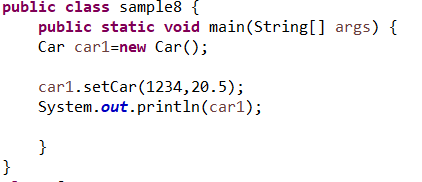 public class sample8 {
    public static void main(String[] args) {
    Car car1=new Car();

    car1.setCar(1234,20.5);
    System.out.println(car1);

    }
}